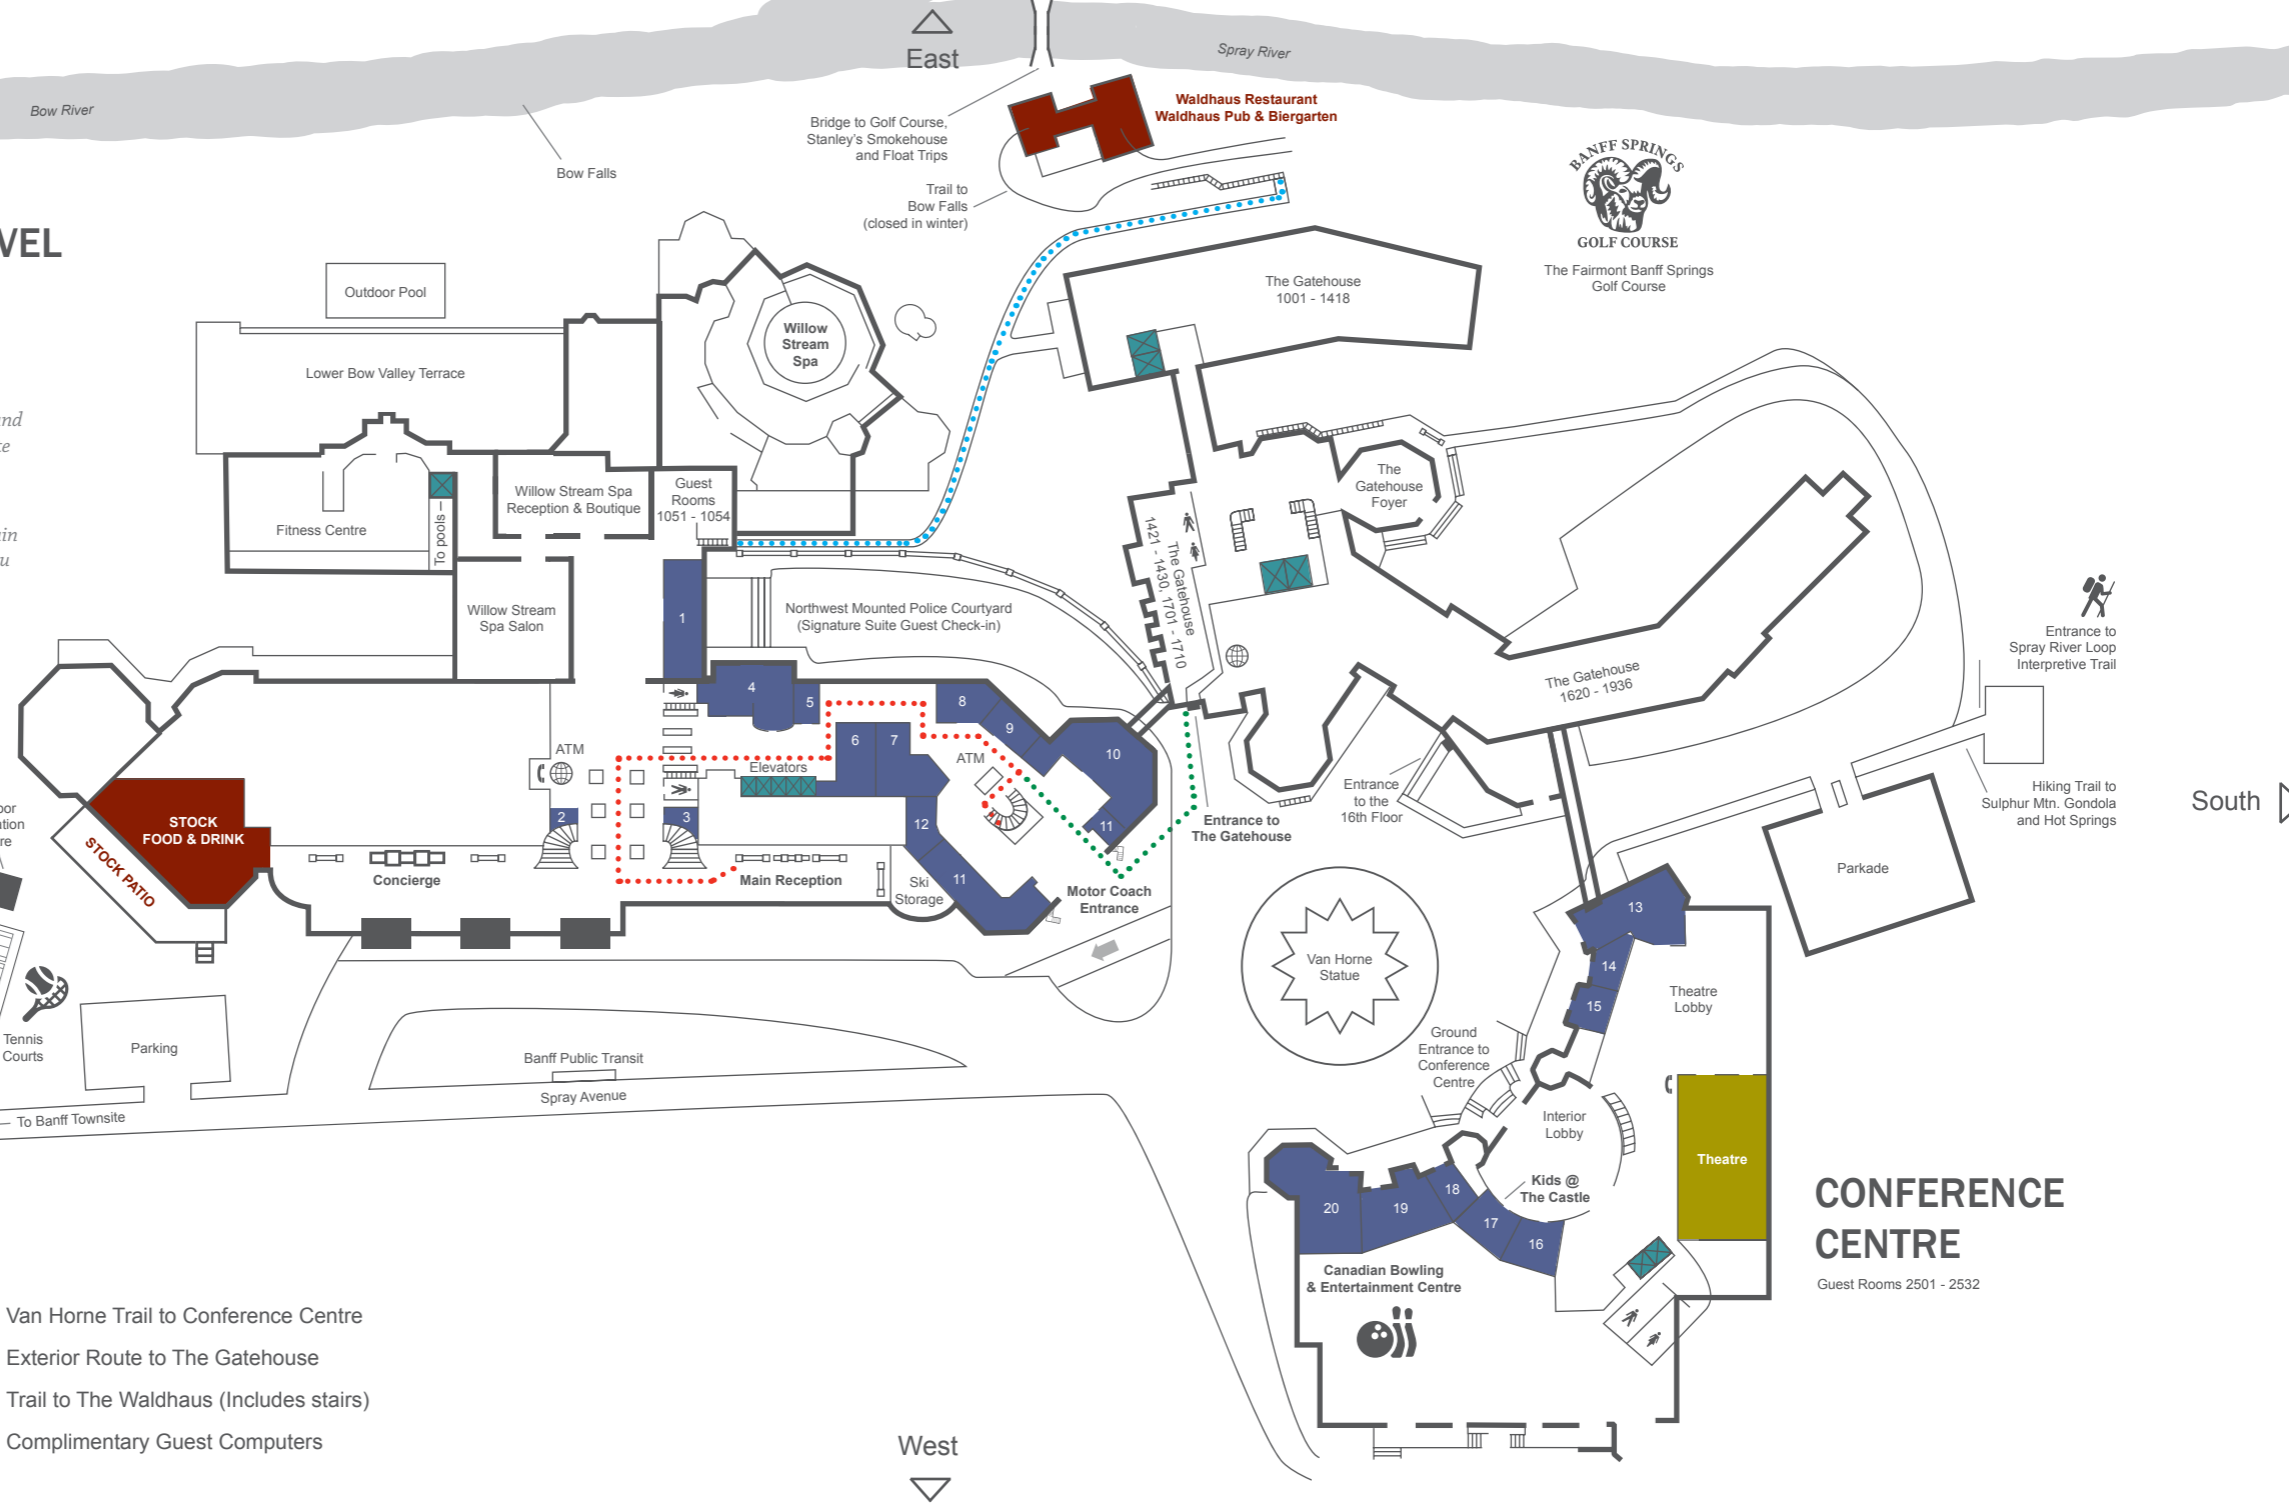 East
Spray River
Bow River
Bow Falls
Bridge to Golf Course,
Stanley's Smokehouse
and Float Trips
Waldhaus Restaurant
Waldhaus Pub & Biergarten
Trail to
Bow Falls
(closed in winter)
BANFF SPRINGS
GOLF COURSE
The Fairmont Banff Springs
Golf Course
VEL
Outdoor Pool
Lower Bow Valley Terrace
Willow
Stream
Spa
The Gatehouse
1001 - 1418
Fitness Centre
To pools
Willow Stream Spa
Reception & Boutique
Guest
Rooms
1051 - 1054
Willow Stream
Spa Salon
Northwest Mounted Police Courtyard
(Signature Suite Guest Check-in)
The
Gatehouse
Foyer
The Gatehouse
1421 - 1430, 1701 - 1710
The Gatehouse
1620 - 1936
Entrance to
Spray River Loop
Interpretive Trail
Hiking Trail to
Sulphur Mtn. Gondola
and Hot Springs
South
Parkade
1
4
5
6
7
8
9
10
11
12
11
2
3
ATM
Elevators
ATM
STOCK
FOOD & DRINK
STOCK PATIO
Concierge
Main Reception
Ski
Storage
Motor Coach
Entrance
Entrance to
The Gatehouse
Entrance
to the
16th Floor
Van Horne
Statue
Tennis
Courts
Parking
Banff Public Transit
Spray Avenue
To Banff Townsite
13
14
15
Theatre
Lobby
Ground
Entrance to
Conference
Centre
Interior
Lobby
Theatre
Kids @
The Castle
20
19
18
17
16
Canadian Bowling
& Entertainment Centre
CONFERENCE
CENTRE
Guest Rooms 2501 - 2532
Van Horne Trail to Conference Centre
Exterior Route to The Gatehouse
Trail to The Waldhaus (Includes stairs)
Complimentary Guest Computers
West